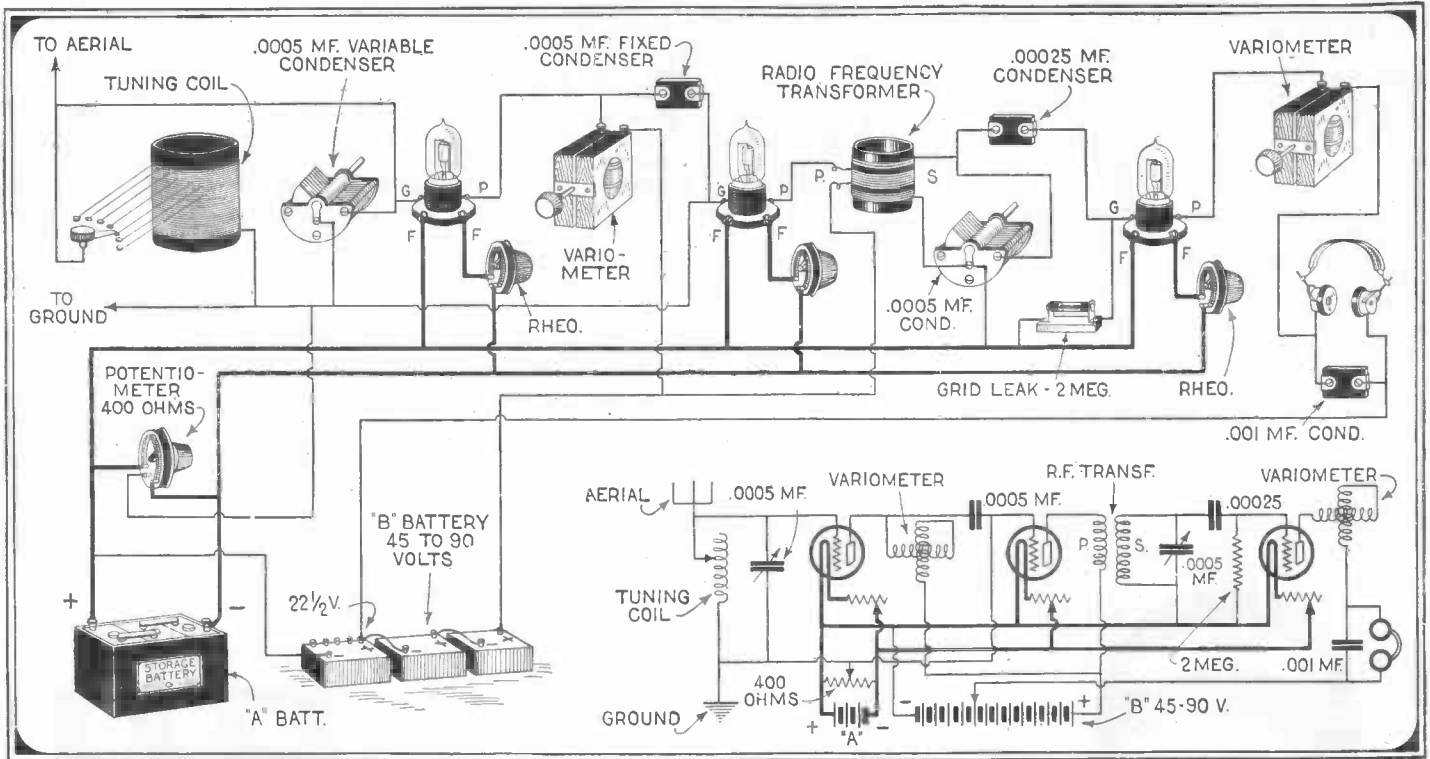 TO AERIAL
TUNING COIL
.0005 MF. VARIABLE
CONDENSER
.0005 MF. FIXED
CONDENSER
RADIO FREQUENCY
TRANSFORMER
.00025 MF.
CONDENSER
VARIOMETER
G
P
F
F
VARIO-
METER
RHEO.
G
P
F
F
P.
S
.0005 MF.
COND.
G
P
F
F
GRID LEAK - 2 MEG.
RHEO.
.001 MF. COND.
TO
GROUND
POTENTIO-
METER
400 OHMS
+
-
STORAGE
BATTERY
"A" BATT.
22 1/2 V.
"B" BATTERY
45 TO 90
VOLTS
-
+
-
+
-
+
AERIAL
.0005 MF.
VARIOMETER
.0005 MF.
R.F. TRANSF.
.00025
VARIOMETER
TUNING
COIL
P.
S.
.0005
MF.
2 MEG.
.001 MF.
GROUND
400
OHMS
+
"A"
-
-
+
"B" 45-90 V.